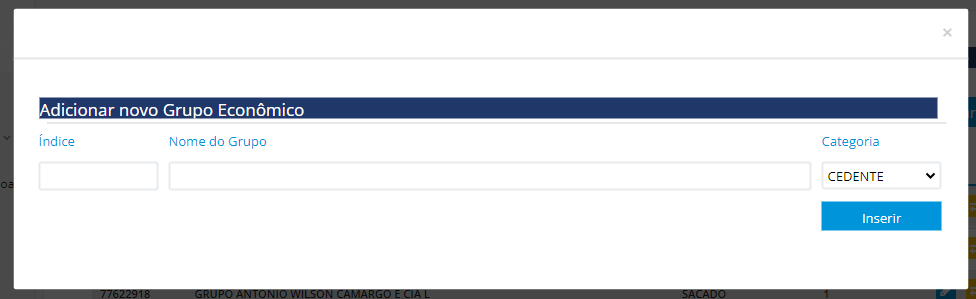 ×
Adicionar novo Grupo Econômico
Índice Nome do Grupo Categoria
CEDENTE
Inserir
77622918 GRUPO ANTONIO WILSON CAMARGO E CIA L SACADO 1